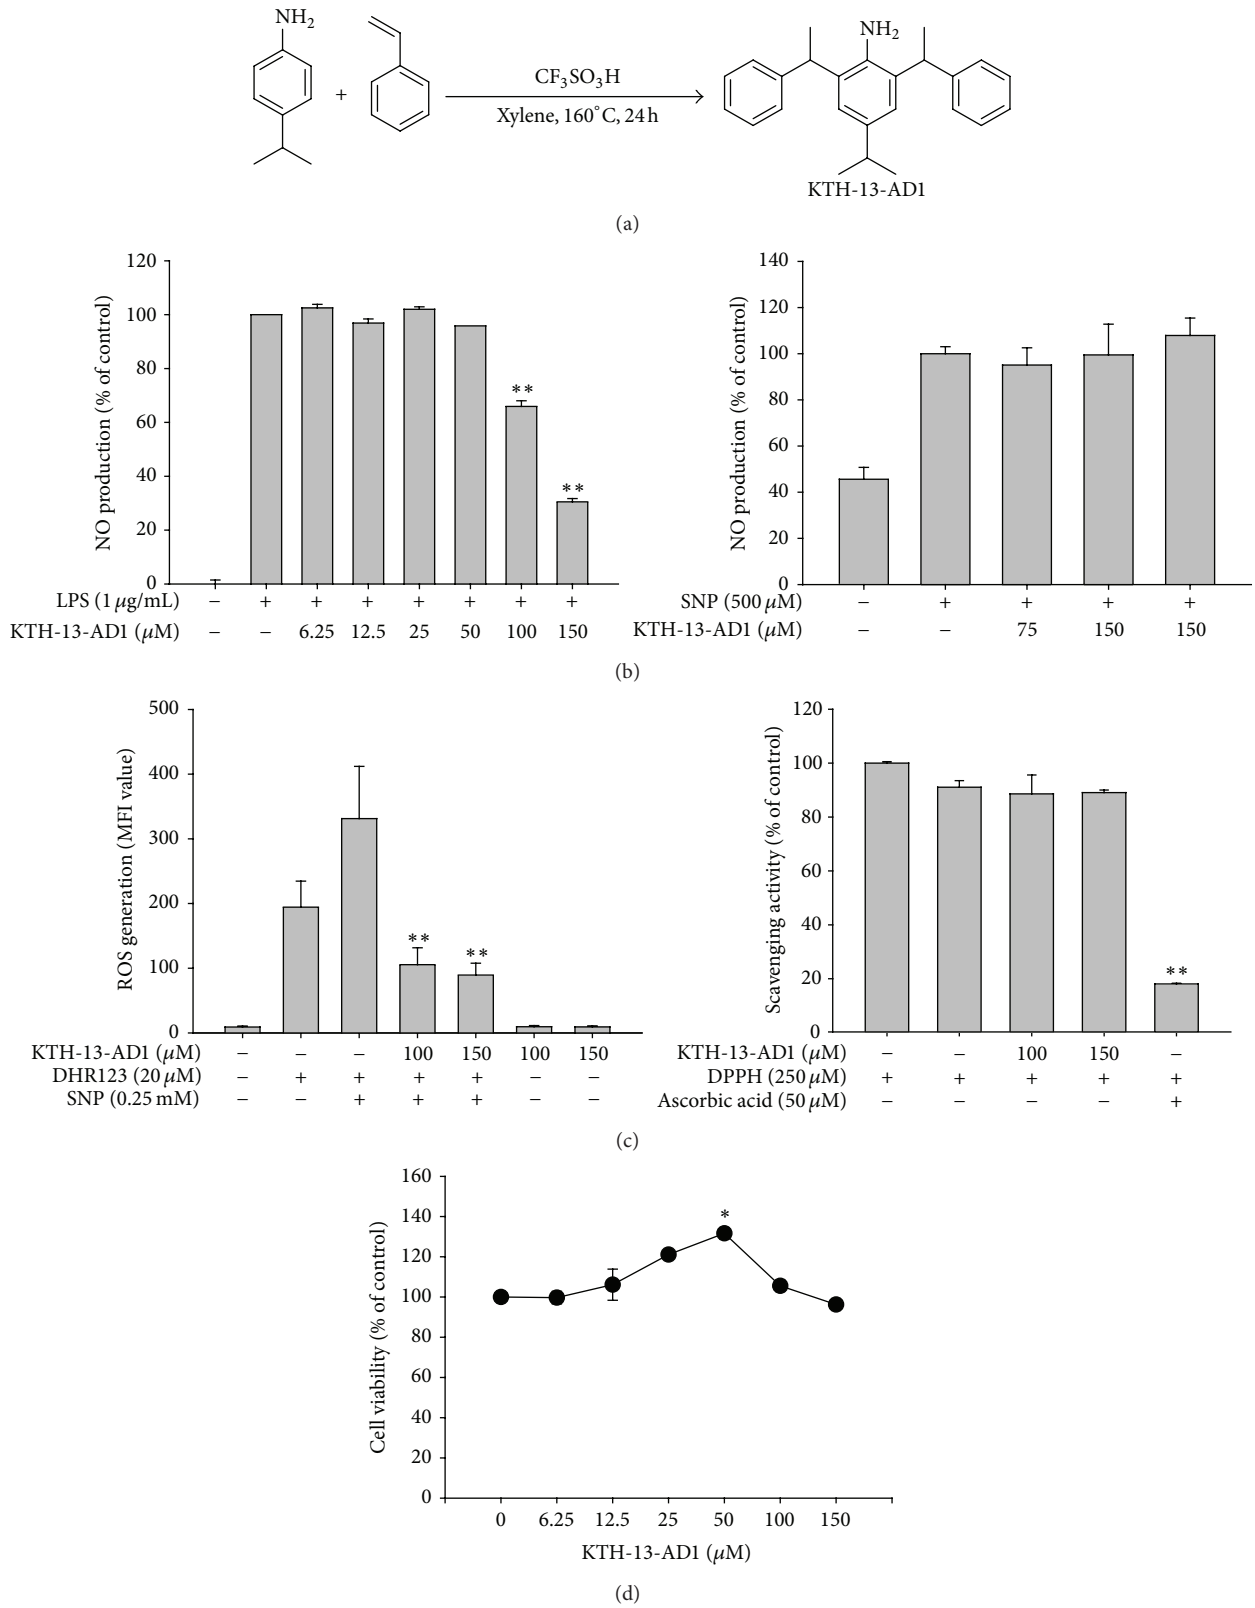 NH2
+
CF3SO3H
Xylene, 160°C, 24 h
NH2
KTH-13-AD1
(a)
NO production (% of control)
120
100
80
60
40
20
0
** **
LPS (1 μg/mL) − + + + + + + +
KTH-13-AD1 (μM) − − 6.25 12.5 25 50 100 150
NO production (% of control)
140
120
100
80
60
40
20
0
SNP (500 μM) − + + + +
KTH-13-AD1 (μM) − − 75 150 150
(b)
ROS generation (MFI value)
500
400
300
200
100
0
** **
KTH-13-AD1 (μM) − − − 100 150 100 150
DHR123 (20 μM) − + + + + − −
SNP (0.25 mM) − − + + + − −
Scavenging activity (% of control)
120
100
80
60
40
20
0
**
KTH-13-AD1 (μM) − − 100 150 −
DPPH (250 μM) + + + + +
Ascorbic acid (50 μM) − − − − +
(c)
Cell viability (% of control)
160
140
120
100
80
60
40
20
0
*
0 6.25 12.5 25 50 100 150
KTH-13-AD1 (μM)
(d)